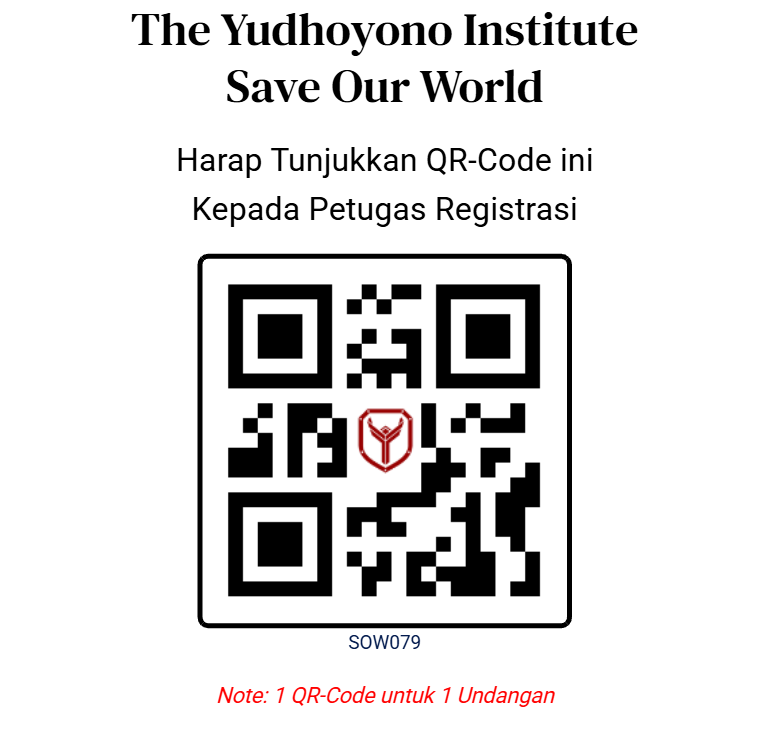 The Yudhoyono Institute
Save Our World
Harap Tunjukkan QR-Code ini
Kepada Petugas Registrasi
SOW079
Note: 1 QR-Code untuk 1 Undangan